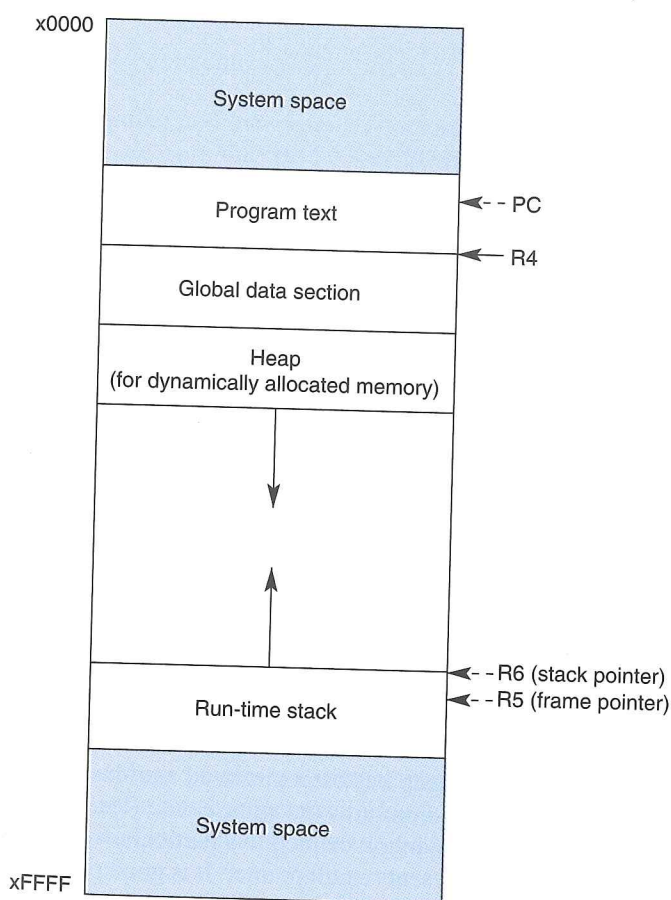 x0000
System space
Program text
PC
R4
Global data section
Heap
(for dynamically allocated memory)
R6 (stack pointer)
R5 (frame pointer)
Run-time stack
System space
xFFFF